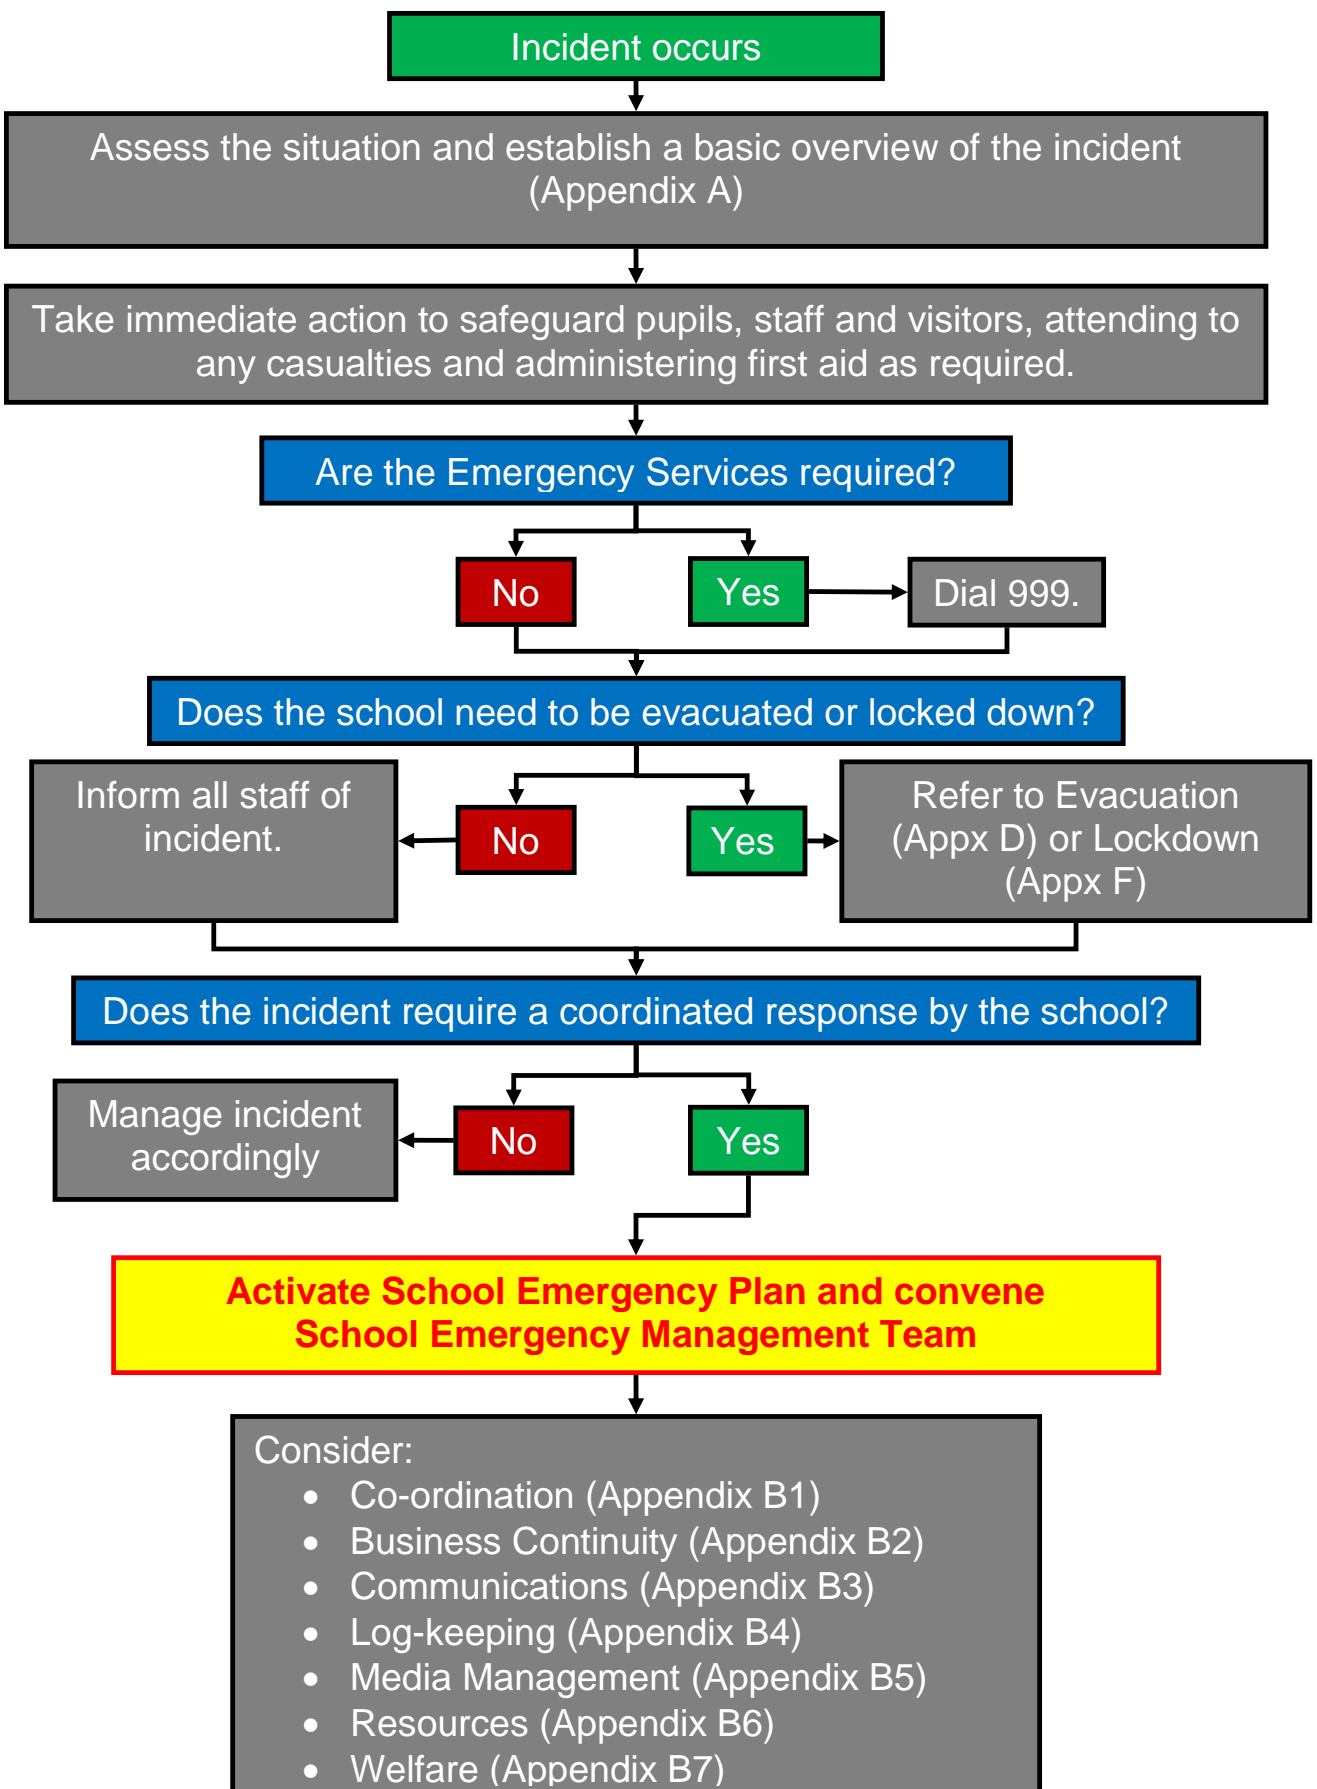 Incident occurs
Assess the situation and establish a basic overview of the incident
(Appendix A)
Take immediate action to safeguard pupils, staff and visitors, attending to
any casualties and administering first aid as required.
Are the Emergency Services required?
No
Yes
Dial 999.
Does the school need to be evacuated or locked down?
Inform all staff of
incident.
No
Yes
Refer to Evacuation
(Appx D) or Lockdown
(Appx F)
Does the incident require a coordinated response by the school?
Manage incident
accordingly
No
Yes
Activate School Emergency Plan and convene
School Emergency Management Team
Consider:
• Co-ordination (Appendix B1)
• Business Continuity (Appendix B2)
• Communications (Appendix B3)
• Log-keeping (Appendix B4)
• Media Management (Appendix B5)
• Resources (Appendix B6)
• Welfare (Appendix B7)